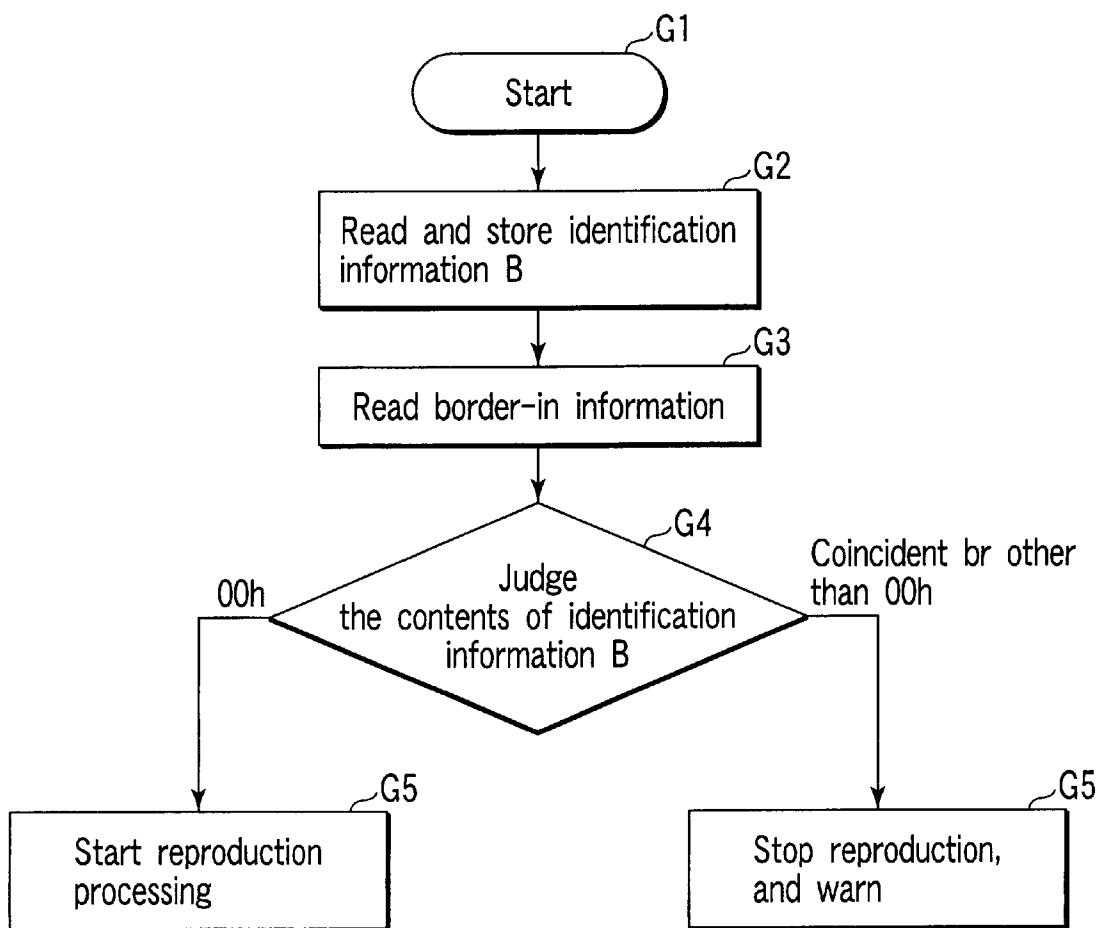 G1
Start
G2
Read and store identification
information B
G3
Read border-in information
G4
Judge
the contents of identification
information B
00h
Coincident br other
than 00h
G5
Start reproduction
processing
G5
Stop reproduction,
and warn